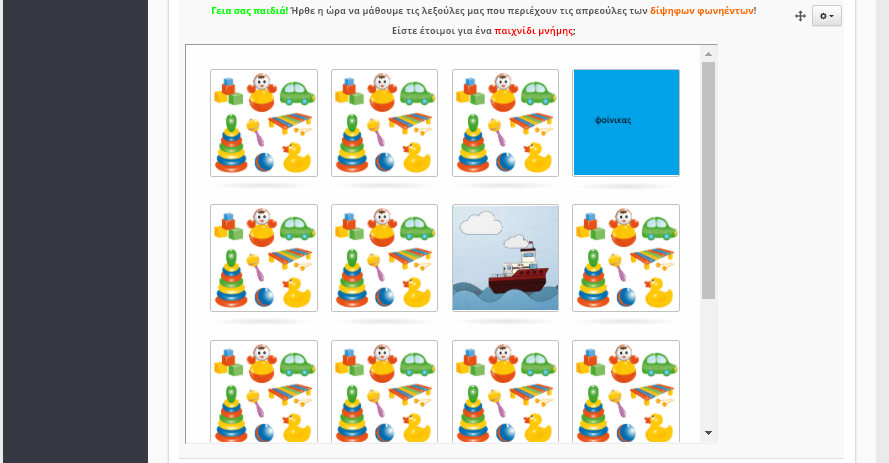 Γεια σας παιδιά! Ήρθε η ώρα να μάθουμε τις λεξούλες μας που περιέχουν τις απρεούλες των δίψηφων φωνηέντων!
Είστε έτοιμοι για ένα παιχνίδι μνήμης;
φοίνικας